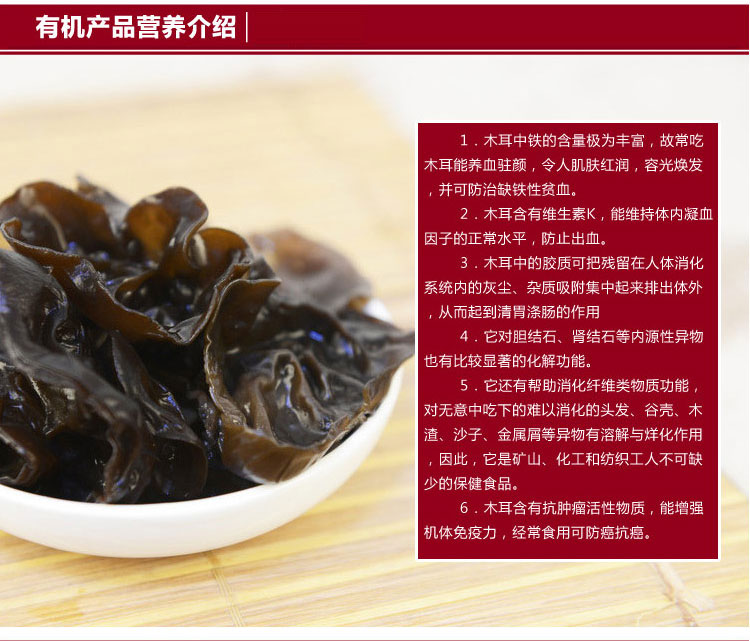 有机产品营养介绍
1．木耳中铁的含量极为丰富，故常吃
木耳能养血驻颜，令人肌肤红润，容光焕发
，并可防治缺铁性贫血。
2．木耳含有维生素K，能维持体内凝血
因子的正常水平，防止出血。
3．木耳中的胶质可把残留在人体消化
系统内的灰尘、杂质吸附集中起来排出体外
，从而起到清胃涤肠的作用
4．它对胆结石、肾结石等内源性异物
也有比较显著的化解功能。
5．它还有帮助消化纤维类物质功能，
对无意中吃下的难以消化的头发、谷壳、木
渣、沙子、金属屑等异物有溶解与烊化作用
，因此，它是矿山、化工和纺织工人不可缺
少的保健食品。
6．木耳含有抗肿瘤活性物质，能增强
机体免疫力，经常食用可防癌抗癌。